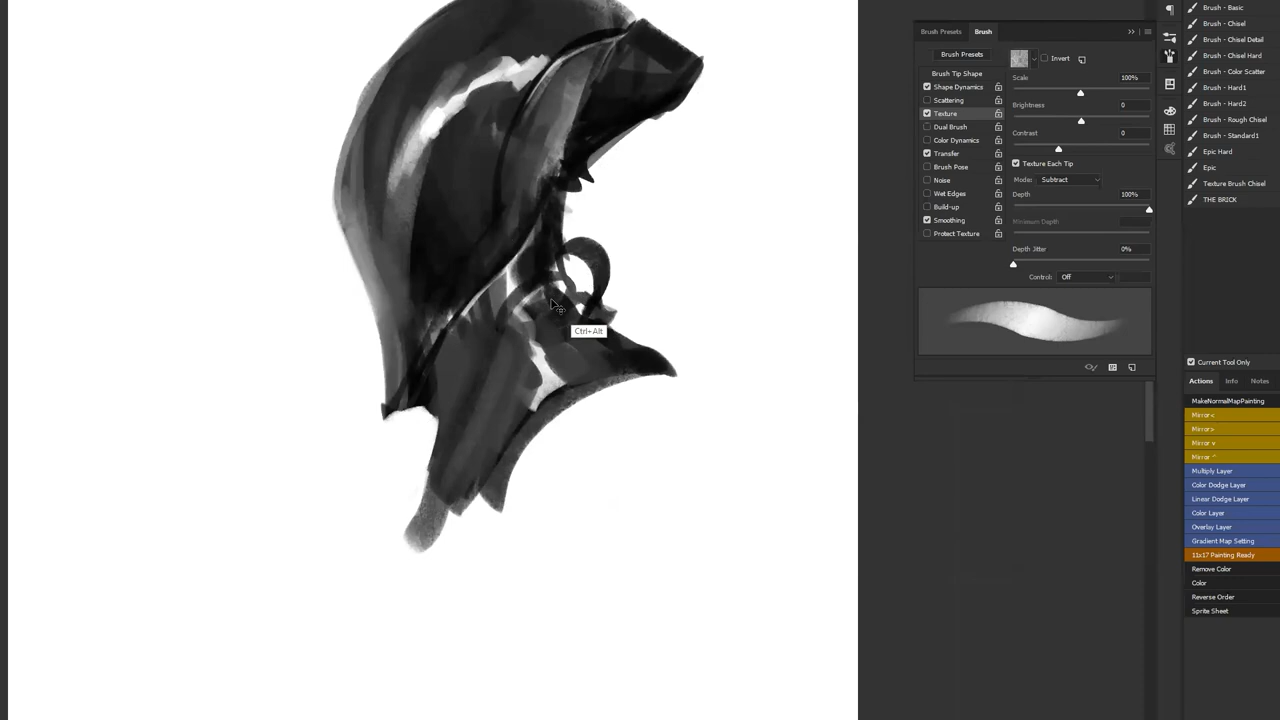 Brush - Basic
Brush - Chisel
Brush - Chisel Detail
Brush - Chisel Hard
Brush - Color Scatter
Brush - Hard1
Brush - Hard2
Brush - Rough Chisel
Brush - Standard1
Epic Hard
Epic
Texture Brush Chisel
THE BRICK
Brush Presets
Brush
Brush Presets
Invert
Brush Tip Shape
Shape Dynamics
Scattering
Texture
Dual Brush
Color Dynamics
Transfer
Brush Pose
Noise
Wet Edges
Build-up
Smoothing
Protect Texture
Scale
100%
Brightness
0
Contrast
0
Texture Each Tip
Mode: Subtract
Depth
100%
Minimum Depth
Depth Jitter
0%
Control: Off
Ctrl+Alt
Current Tool Only
Actions Info Notes
MakeNormalMapPainting
Mirror <
Mirror >
Mirror v
Mirror ^
Multiply Layer
Color Dodge Layer
Linear Dodge Layer
Color Layer
Overlay Layer
Gradient Map Setting
11x17 Painting Ready
Remove Color
Color
Reverse Order
Sprite Sheet